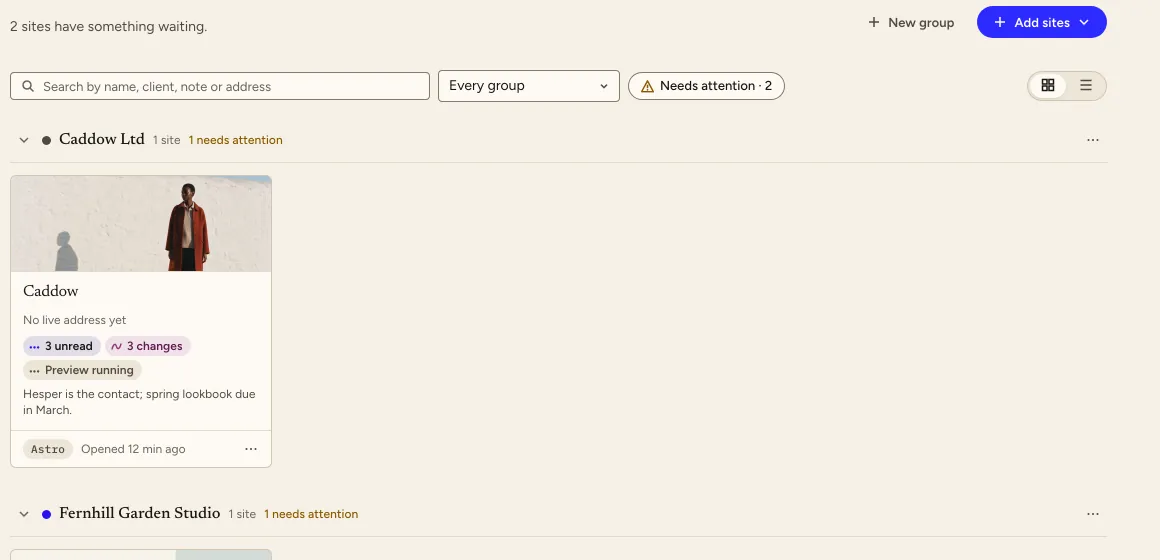 2 sites have something waiting.
New group
Add sites
Search by name, client, note or address
Every group
Needs attention · 2
Caddow Ltd 1 site 1 needs attention
Caddow
No live address yet
3 unread 3 changes
Preview running
Hesper is the contact; spring lookbook due
in March.
Astro Opened 12 min ago
Fernhill Garden Studio 1 site 1 needs attention